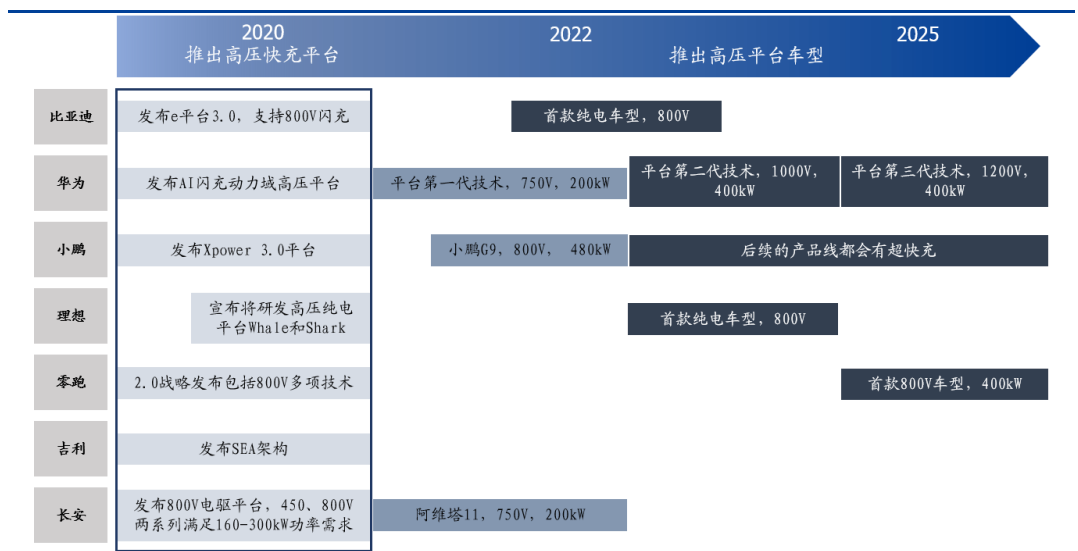 2020
2022
2025
推出高压快充平台
推出高压平台车型
比亚迪
发布e平台3.0, 支持800V闪充
首款纯电车型, 800V
华为
发布AI闪充动力域高压平台
平台第一代技术, 750V, 200kW
平台第二代技术, 1000V,
400kW
平台第三代技术, 1200V,
400kW
小鹏
发布Xpower 3.0平台
小鹏G9, 800V, 480kW
后续的产品线都会有超快充
理想
宣布将研发高压纯电
平台Whale和Shark
首款纯电车型, 800V
零跑
2.0战略发布包括800V多项技术
首款800V车型, 400kW
吉利
发布SEA架构
长安
发布800V电驱平台, 450、800V
两系列满足160-300kW功率需求
阿维塔11, 750V, 200kW